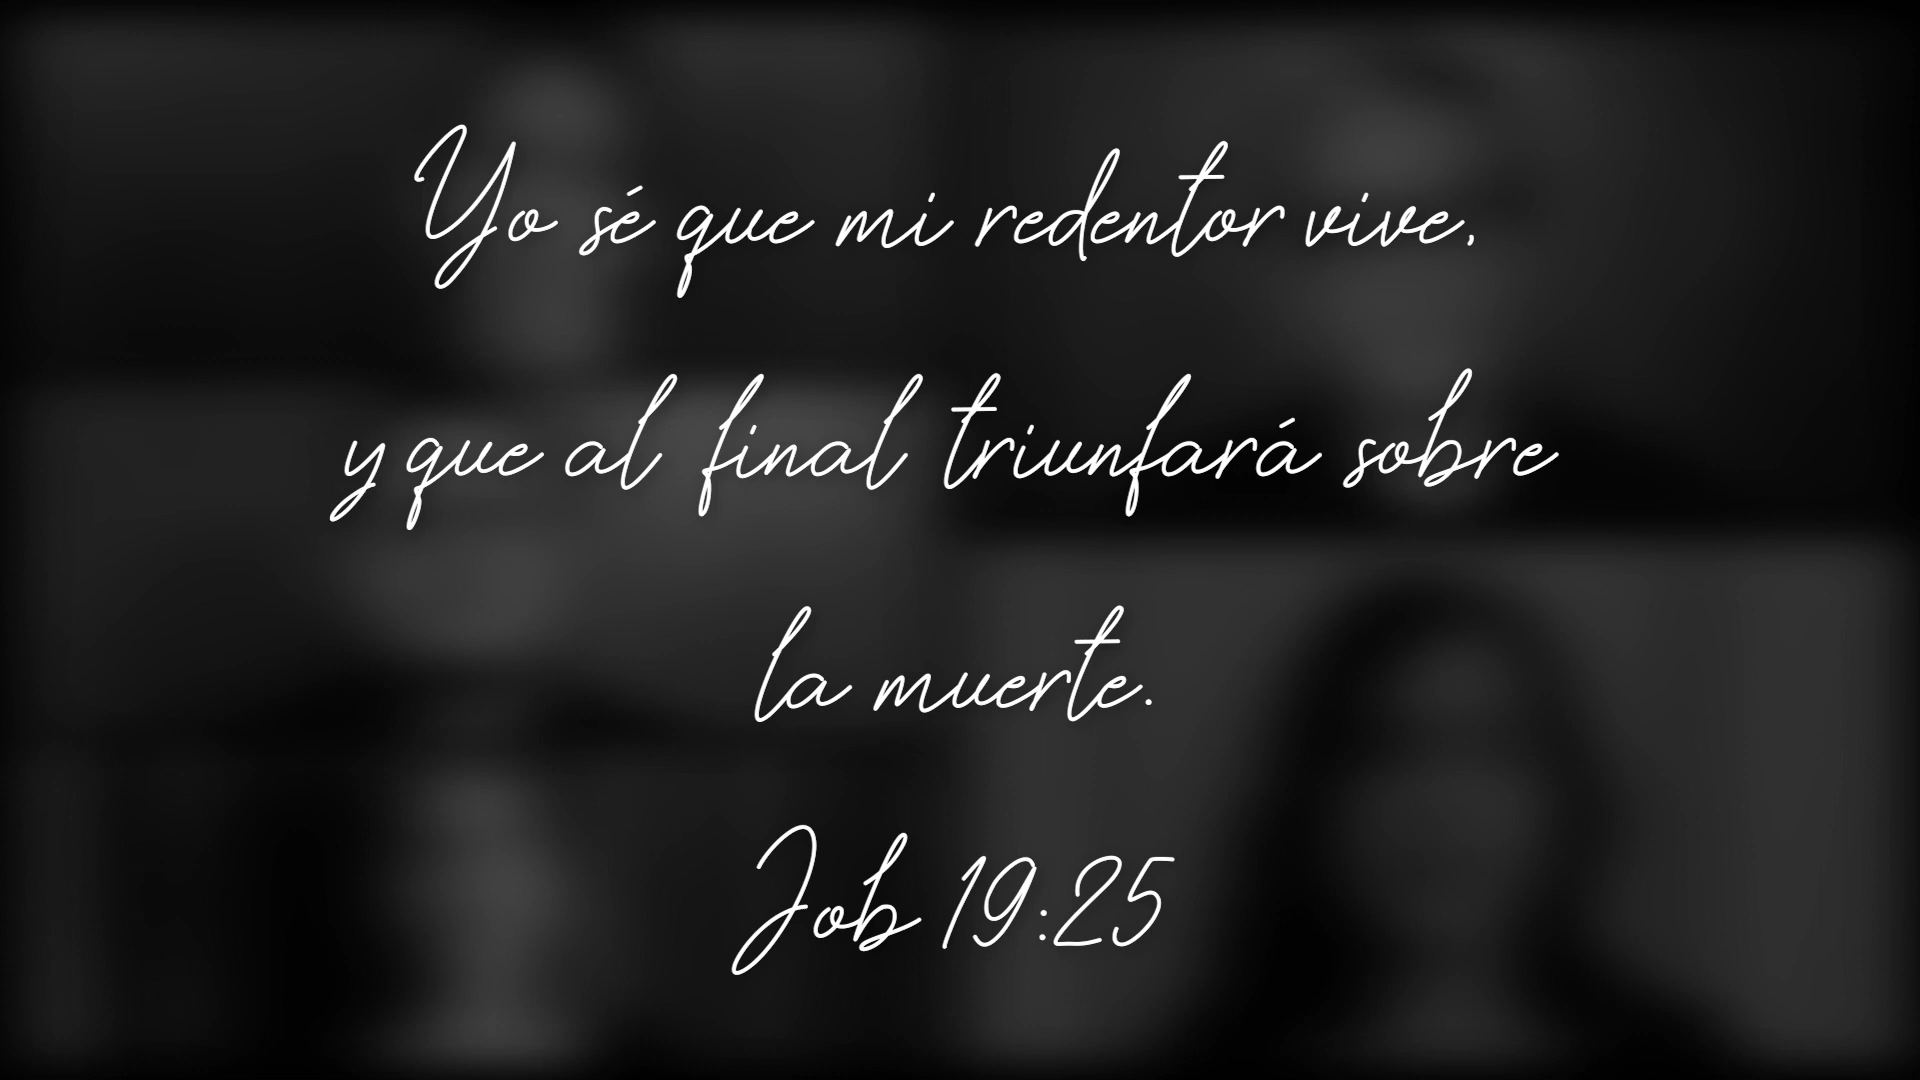 Yo sé que mi redentor vive,
y que al final triunfará sobre
la muerte.
Job 19:25